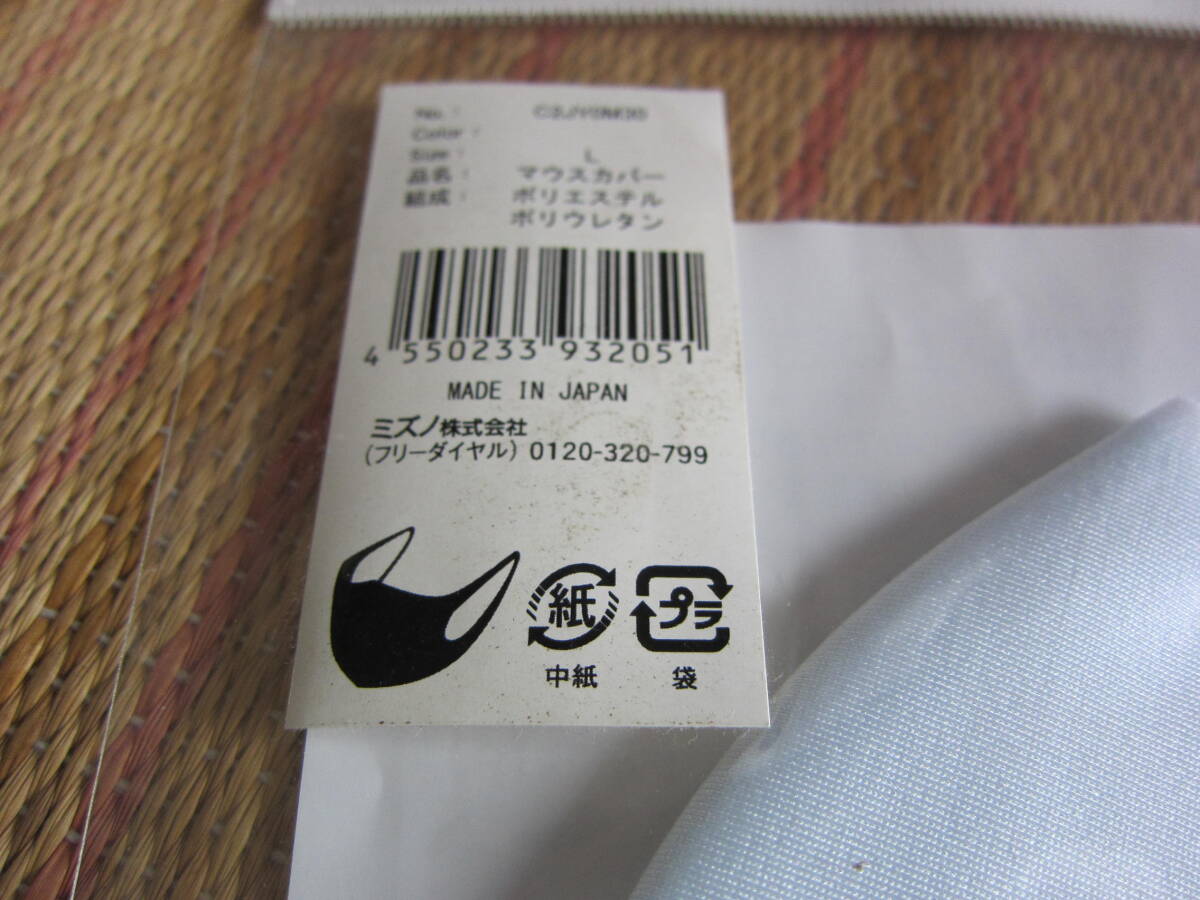 No. :
Color :
Size : L
品名 : マウスカバー
組成 : ポリエステル
ポリウレタン
4 550233 932051
MADE IN JAPAN
ミズノ株式会社
(フリーダイヤル) 0120-320-799
紙 プラ
中紙 袋